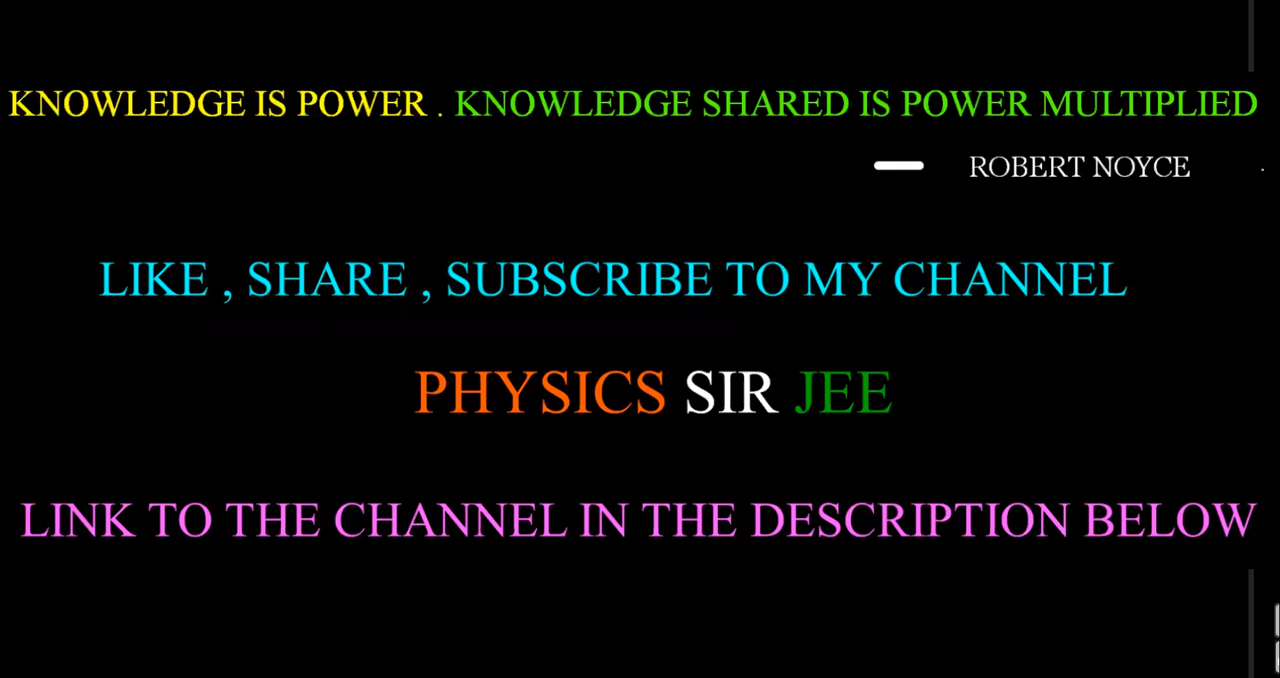 KNOWLEDGE IS POWER . KNOWLEDGE SHARED IS POWER MULTIPLIED
— ROBERT NOYCE
LIKE , SHARE , SUBSCRIBE TO MY CHANNEL
PHYSICS SIR JEE
LINK TO THE CHANNEL IN THE DESCRIPTION BELOW